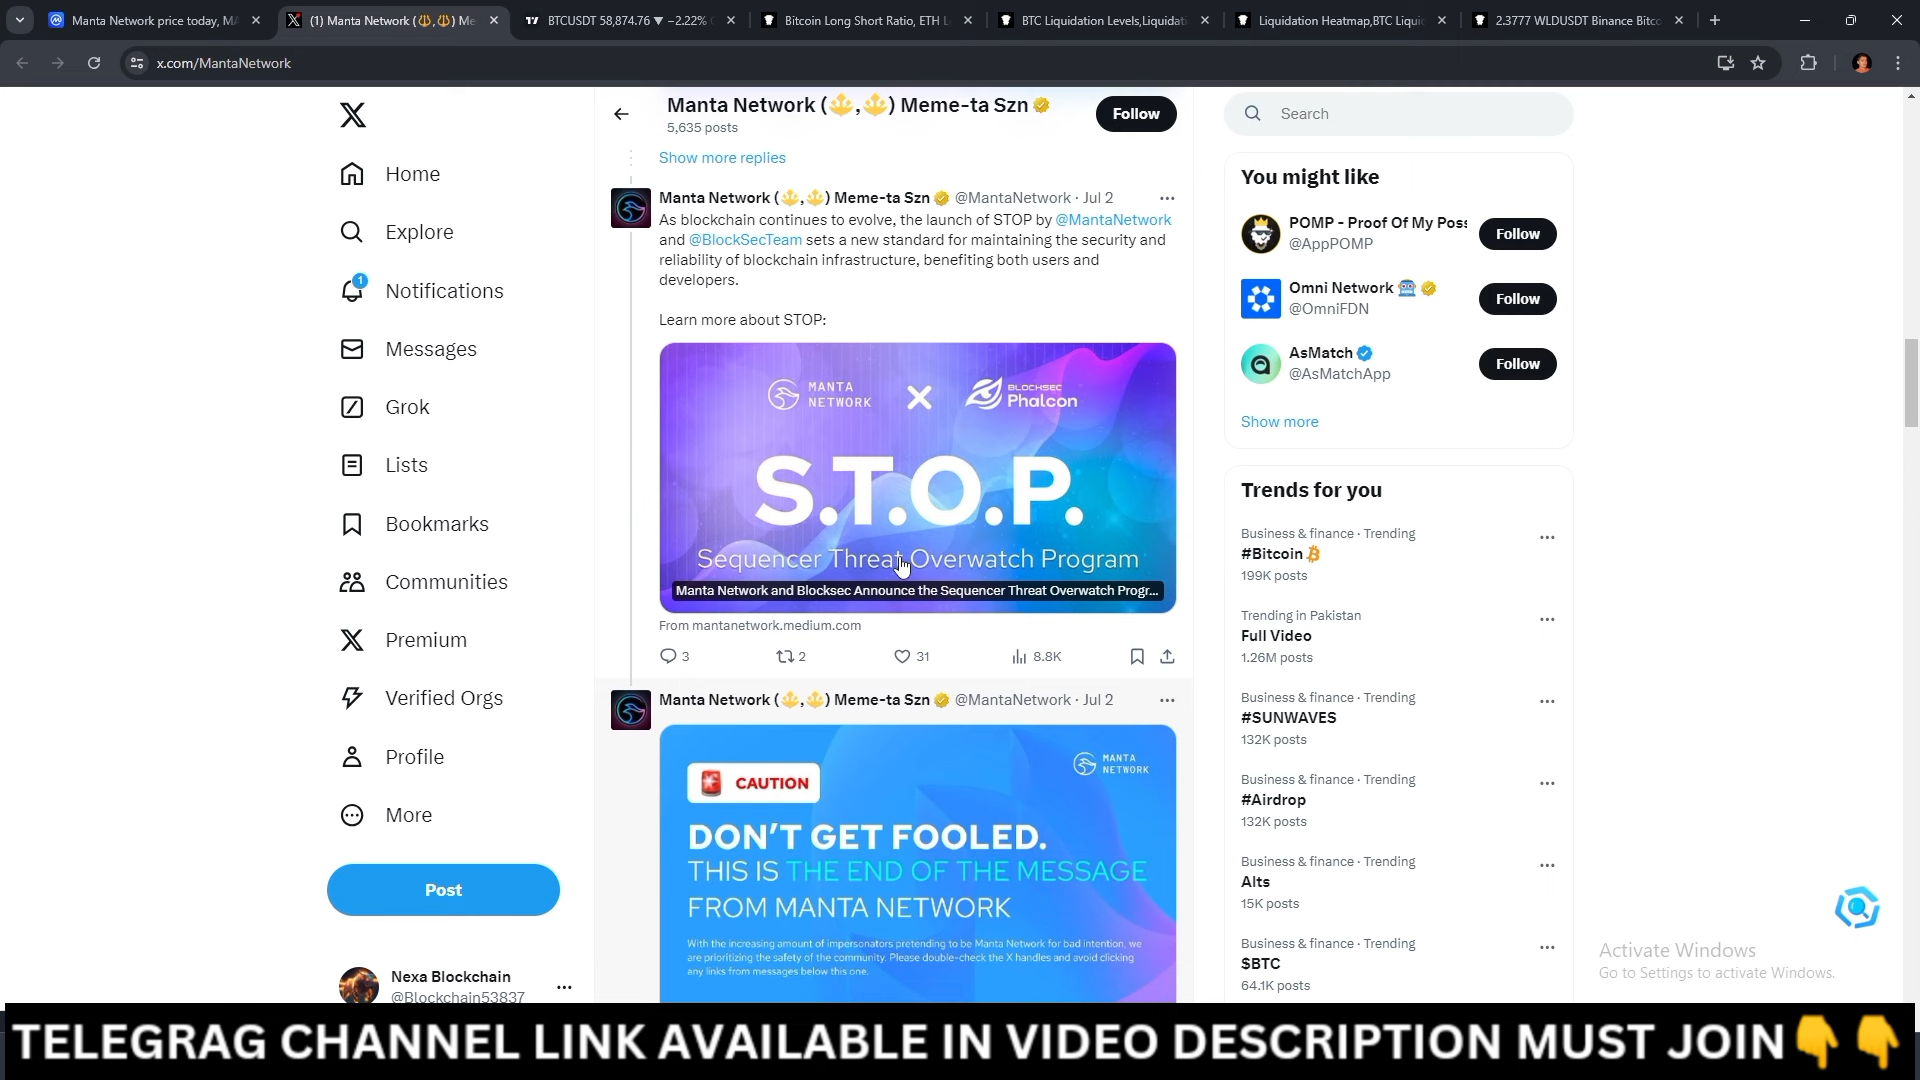 Manta Network price today, MA
(1) Manta Network (🔱,🔱) Me
BTCUSDT 58,874.76 ▼ −2.22%
Bitcoin Long Short Ratio, ETH L
BTC Liquidation Levels,Liquidati
Liquidation Heatmap,BTC Liquid
2.3777 WLDUSDT Binance Bitco
x.com/MantaNetwork
Home
Explore
1
Notifications
Messages
Grok
Lists
Bookmarks
Communities
Premium
Verified Orgs
Profile
More
Post
Nexa Blockchain
@Blockchain53837
Manta Network (🔱,🔱) Meme-ta Szn
5,635 posts
Follow
Show more replies
Manta Network (🔱,🔱) Meme-ta Szn @MantaNetwork · Jul 2
As blockchain continues to evolve, the launch of STOP by @MantaNetwork
and @BlockSecTeam sets a new standard for maintaining the security and
reliability of blockchain infrastructure, benefiting both users and
developers.
Learn more about STOP:
MANTA
NETWORK
X
BLOCKSEC
Phalcon
S.T.O.P.
Sequencer Threat Overwatch Program
Manta Network and Blocksec Announce the Sequencer Threat Overwatch Progr...
From mantanetwork.medium.com
3 2 31 8.8K
Manta Network (🔱,🔱) Meme-ta Szn @MantaNetwork · Jul 2
MANTA
NETWORK
CAUTION
DON'T GET FOOLED.
THIS IS THE END OF THE MESSAGE
FROM MANTA NETWORK
With the increasing amount of impersonators pretending to be Manta Network for bad intention, we
are prioritizing the safety of the community. Please double-check the X handles and avoid clicking
any links from messages below this one.
Search
You might like
POMP - Proof Of My Poss
@AppPOMP
Follow
Omni Network
@OmniFDN
Follow
AsMatch
@AsMatchApp
Follow
Show more
Trends for you
Business & finance · Trending
#Bitcoin
199K posts
Trending in Pakistan
Full Video
1.26M posts
Business & finance · Trending
#SUNWAVES
132K posts
Business & finance · Trending
#Airdrop
132K posts
Business & finance · Trending
Alts
15K posts
Business & finance · Trending
$BTC
64.1K posts
Activate Windows
Go to Settings to activate Windows.
TELEGRAG CHANNEL LINK AVAILABLE IN VIDEO DESCRIPTION MUST JOIN👇👇